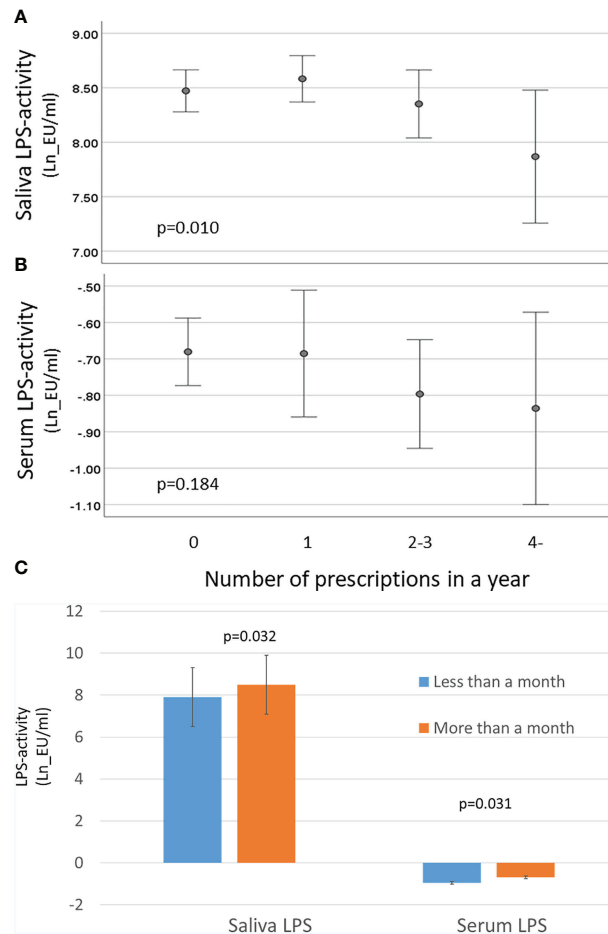 A
Saliva LPS-activity
(Ln_EU/ml)
9.00
8.50
8.00
7.50
7.00
p=0.010
B
Serum LPS-activity
(Ln_EU/ml)
-.50
-.60
-.70
-.80
-.90
-1.00
-1.10
p=0.184
0 1 2-3 4-
Number of prescriptions in a year
C
LPS-activity
(Ln_EU/ml)
12
10
8
6
4
2
0
-2
p=0.032
Less than a month
More than a month
p=0.031
Saliva LPS Serum LPS